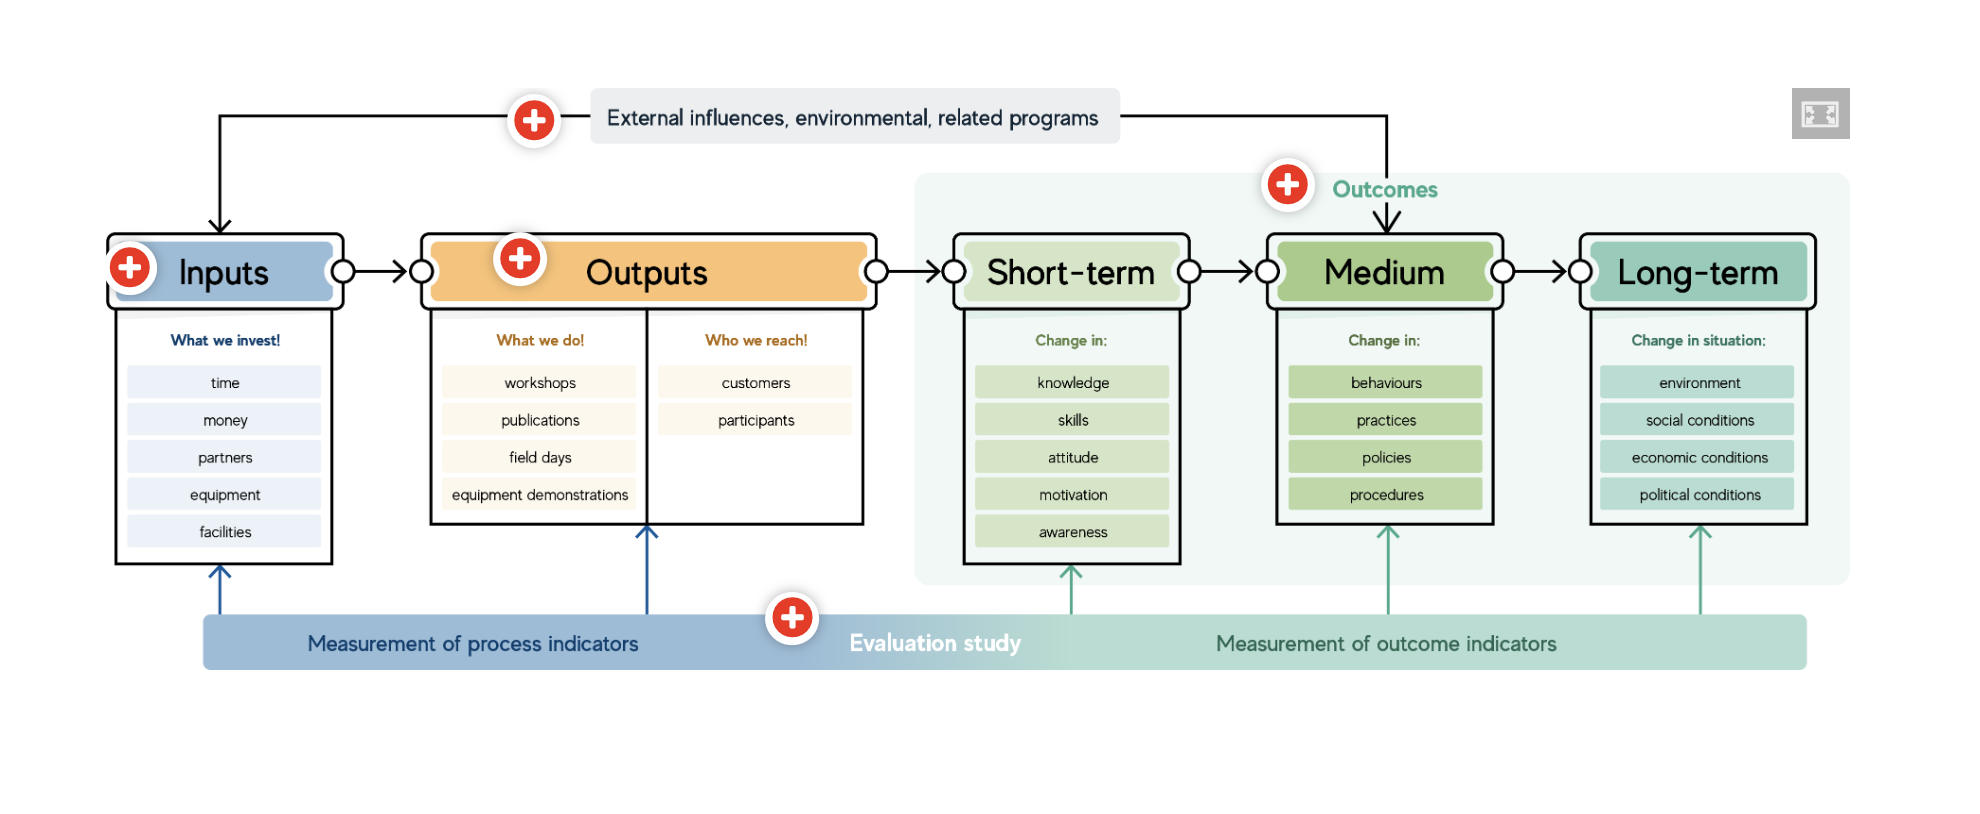 External influences, environmental, related programs
Outcomes
Inputs
Outputs
Short-term
Medium
Long-term
What we invest!
time
money
partners
equipment
facilities
What we do!
workshops
publications
field days
equipment demonstrations
Who we reach!
customers
participants
Change in:
knowledge
skills
attitude
motivation
awareness
Change in:
behaviours
practices
policies
procedures
Change in situation:
environment
social conditions
economic conditions
political conditions
Measurement of process indicators
Evaluation study
Measurement of outcome indicators